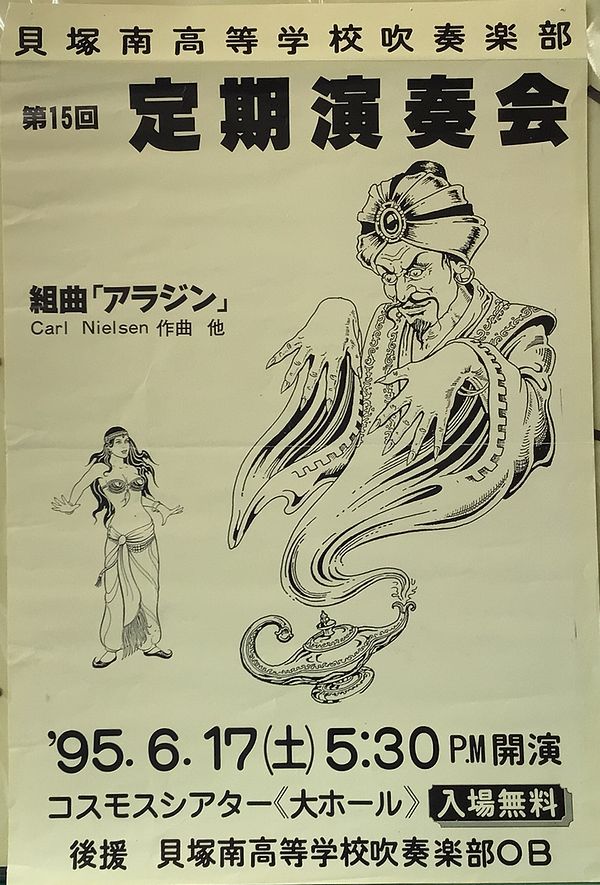 貝塚南高等学校吹奏楽部
第15回 定期演奏会
組曲「アラジン」
Carl Nielsen 作曲 他
'95. 6. 17(土) 5:30 P.M 開演
コスモスシアター《大ホール》 入場無料
後援 貝塚南高等学校吹奏楽部OB